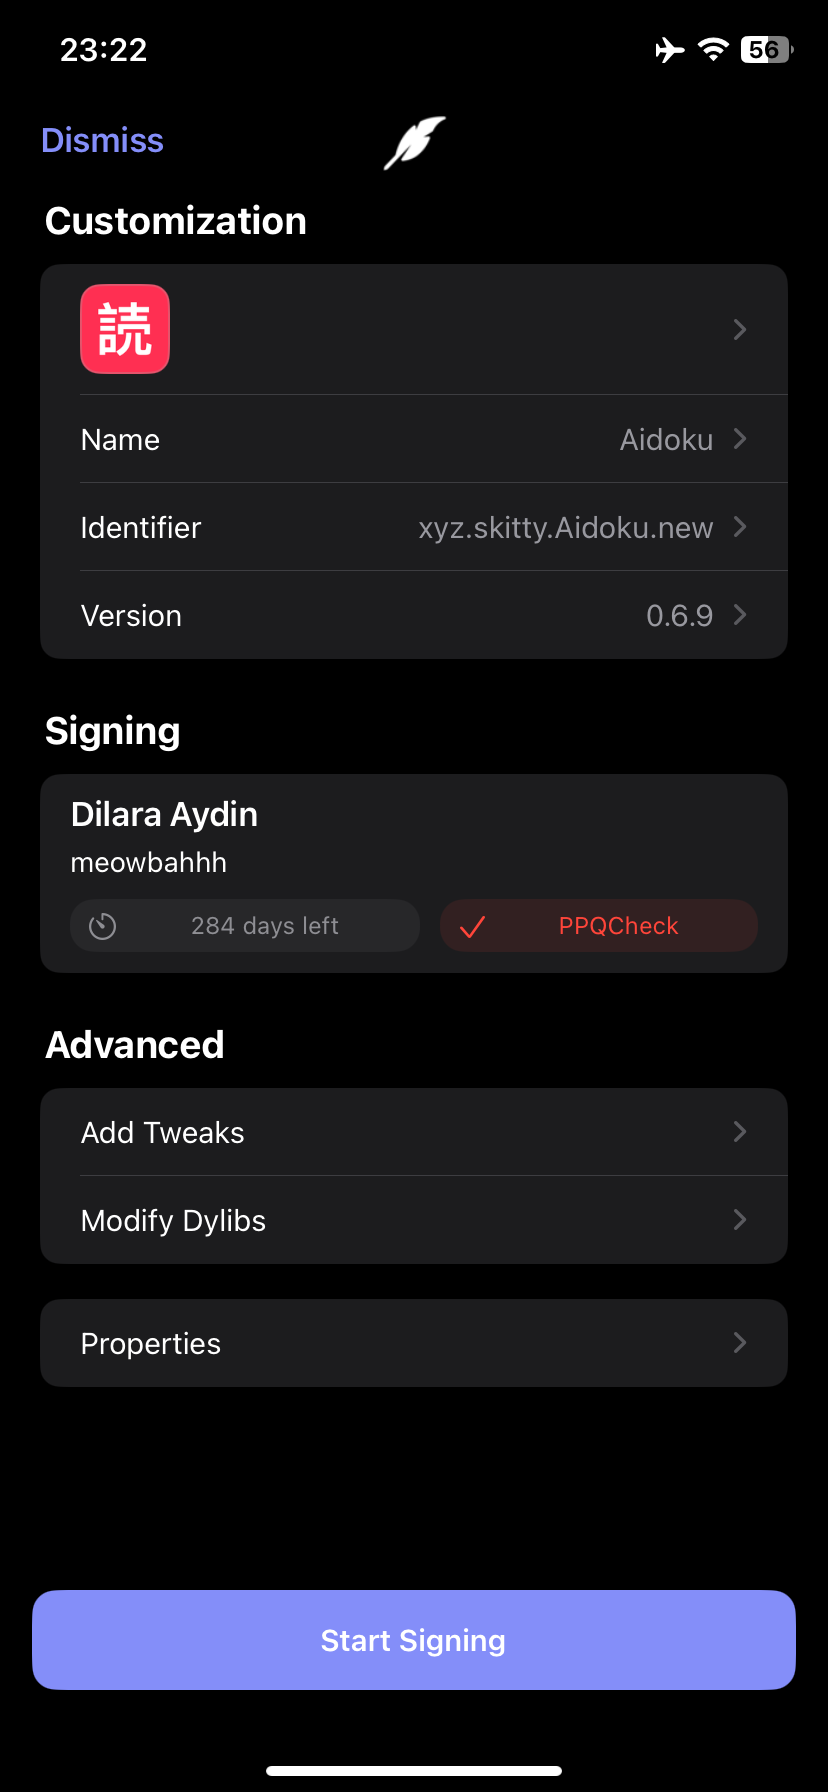 23:22
56
Dismiss
Customization
読
Name Aidoku
Identifier xyz.skitty.Aidoku.new
Version 0.6.9
Signing
Dilara Aydin
meowbahhh
284 days left PPQCheck
Advanced
Add Tweaks
Modify Dylibs
Properties
Start Signing